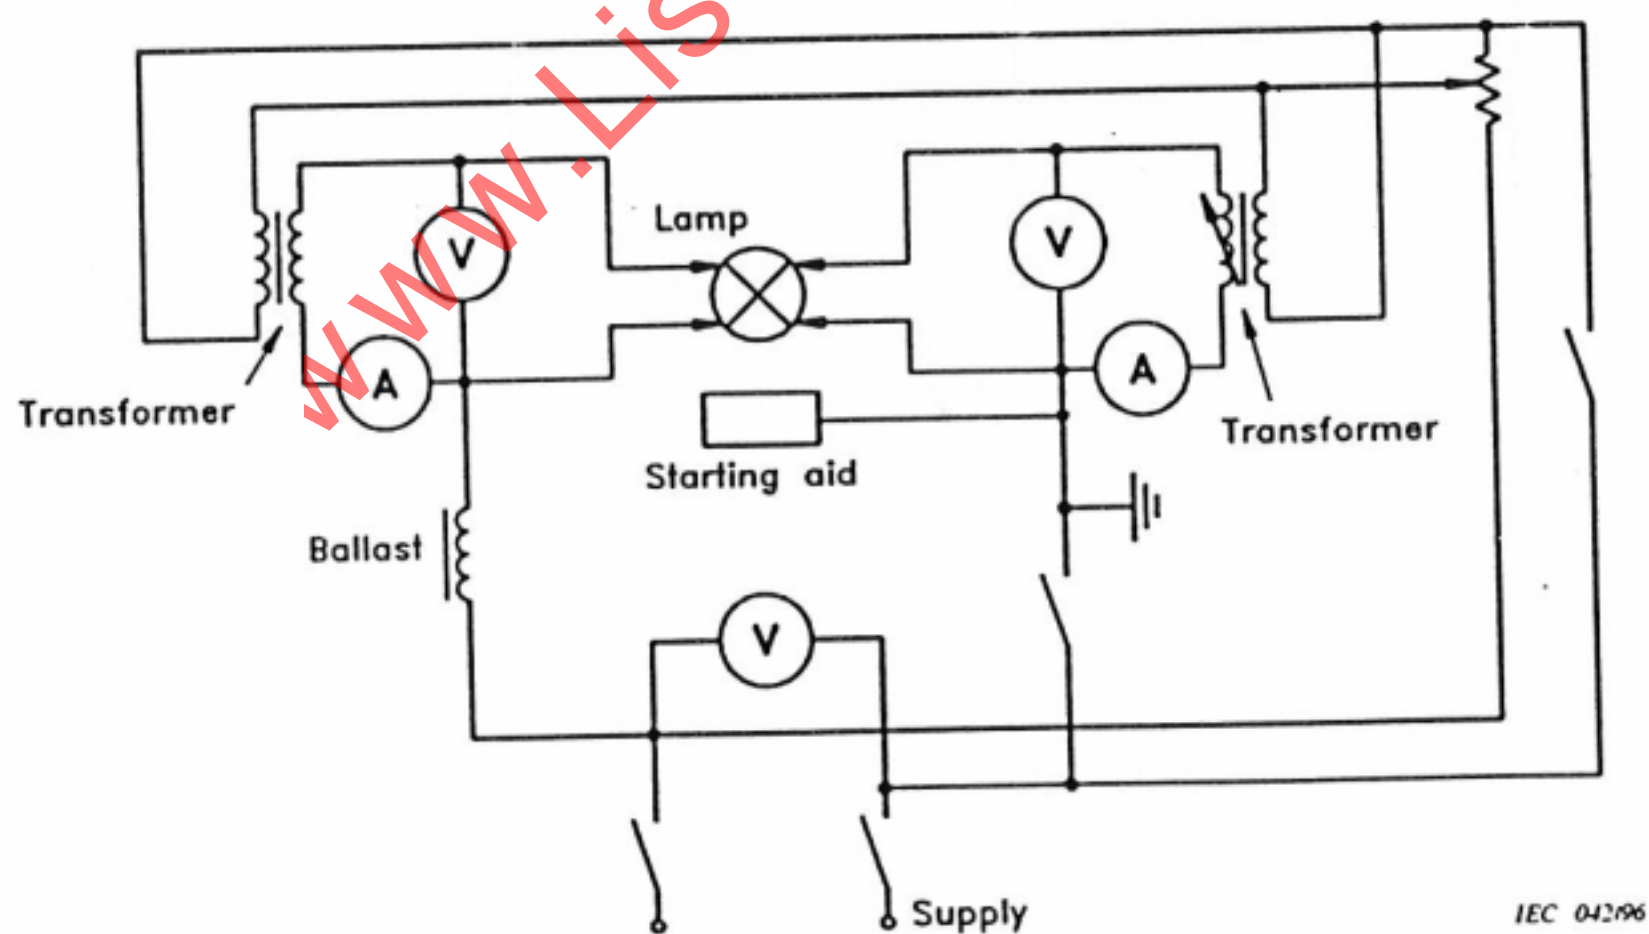 www.Lis
Lamp
V
V
A
A
Transformer
Transformer
Starting aid
Ballast
V
Supply
IEC 042/96